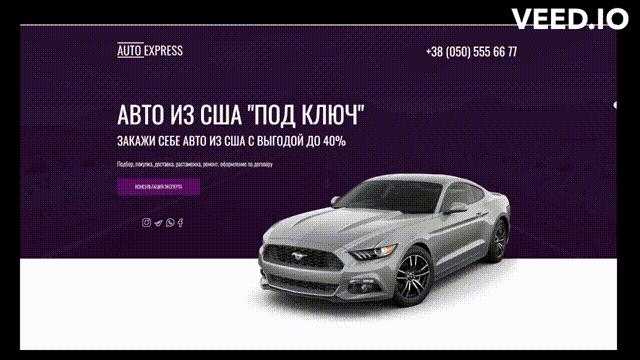 VEED.IO
AUTO EXPRESS
+38 (050) 555 66 77
АВТО ИЗ США "ПОД КЛЮЧ"
ЗАКАЖИ СЕБЕ АВТО ИЗ США С ВЫГОДОЙ ДО 40%
Подбор, покупка, доставка, растаможка, ремонт, оформление по договору
КОНСУЛЬТАЦИЯ ЭКСПЕРТА